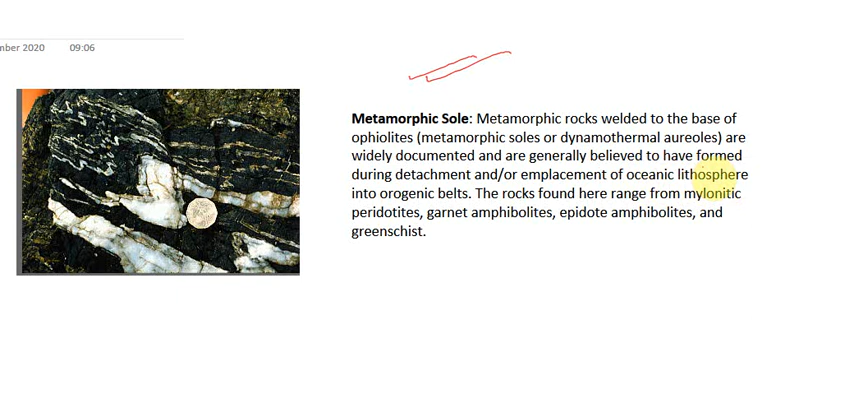 mber 2020 09:06
Metamorphic Sole: Metamorphic rocks welded to the base of
ophiolites (metamorphic soles or dynamothermal aureoles) are
widely documented and are generally believed to have formed
during detachment and/or emplacement of oceanic lithosphere
into orogenic belts. The rocks found here range from mylonitic
peridotites, garnet amphibolites, epidote amphibolites, and
greenschist.